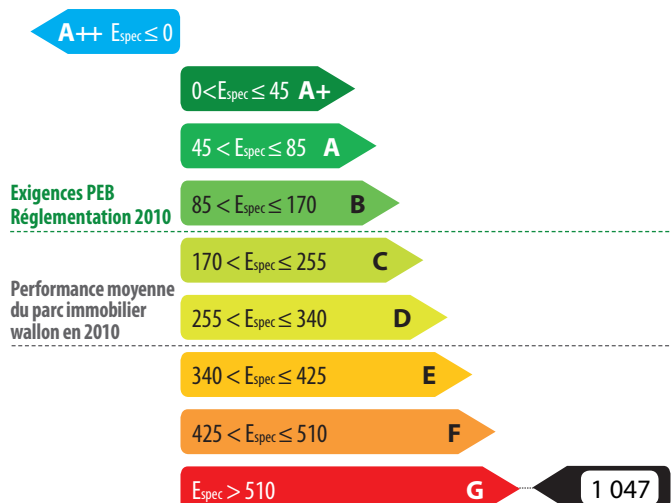 A++ Espec ≤ 0
0<Espec ≤ 45 A+
45 < Espec ≤ 85 A
Exigences PEB
Réglementation 2010
85 < Espec ≤ 170 B
170 < Espec ≤ 255 C
Performance moyenne
du parc immobilier
wallon en 2010
255 < Espec ≤ 340 D
340 < Espec ≤ 425 E
425 < Espec ≤ 510 F
Espec > 510 G 1 047